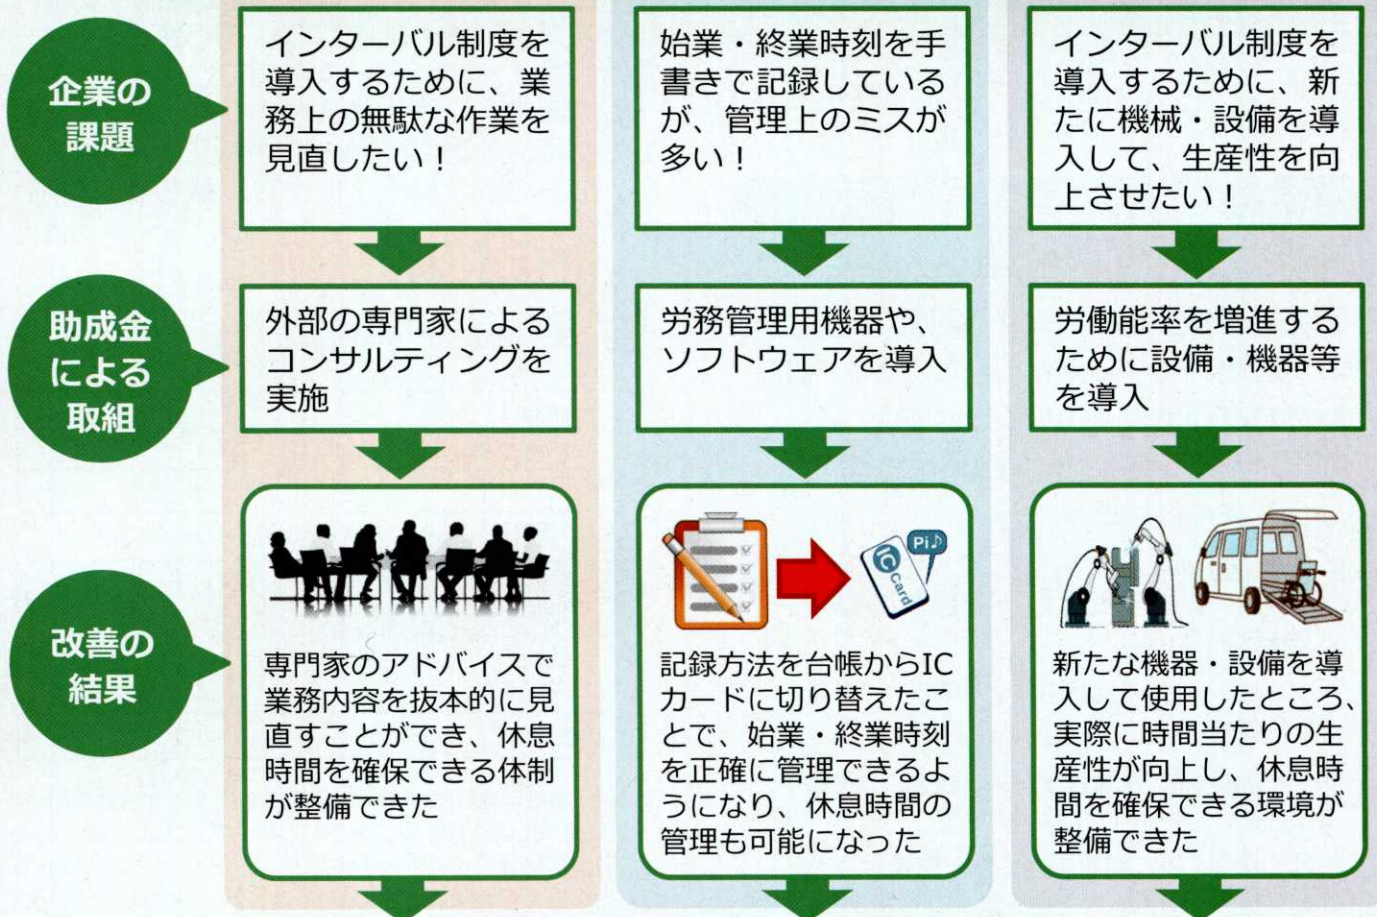 企業の
課題
インターバル制度を
導入するために、業
務上の無駄な作業を
見直したい！
始業・終業時刻を手
書きで記録している
が、管理上のミスが
多い！
インターバル制度を
導入するために、新
たに機械・設備を導
入して、生産性を向
上させたい！
助成金
による
取組
外部の専門家による
コンサルティングを
実施
労務管理用機器や、
ソフトウェアを導入
労働能率を増進する
ために設備・機器等
を導入
改善の
結果
専門家のアドバイスで
業務内容を抜本的に見
直すことができ、休息
時間を確保できる体制
が整備できた
IC
Card
Pi♪
記録方法を台帳からIC
カードに切り替えたこ
とで、始業・終業時刻
を正確に管理できるよ
うになり、休息時間の
管理も可能になった
新たな機器・設備を導
入して使用したところ、
実際に時間当たりの生
産性が向上し、休息時
間を確保できる環境が
整備できた